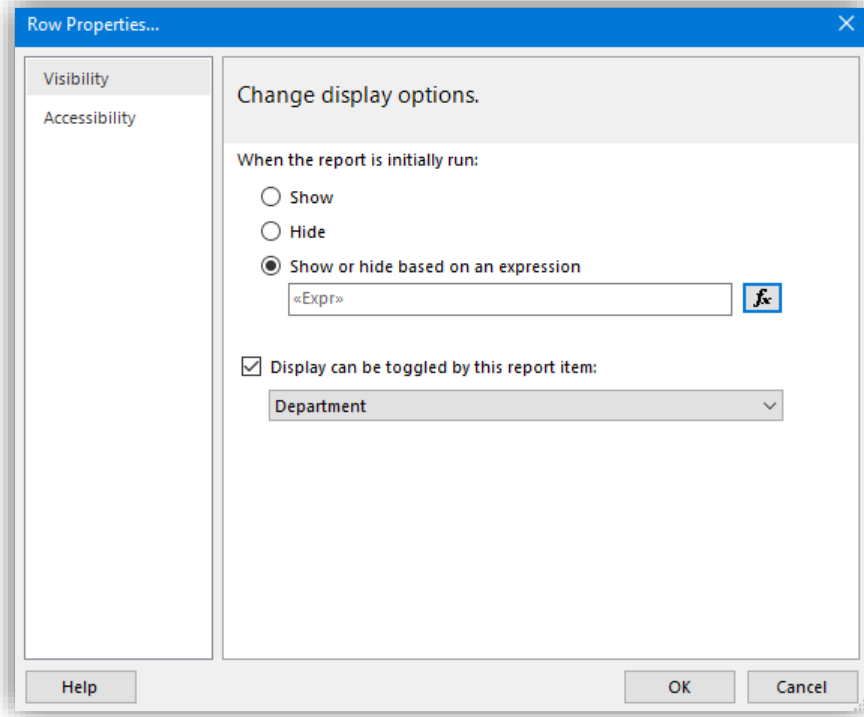 Row Properties...
Visibility
Accessibility
Change display options.
When the report is initially run:
Show
Hide
Show or hide based on an expression
«Expr»
fx
Display can be toggled by this report item:
Department
Help
OK
Cancel